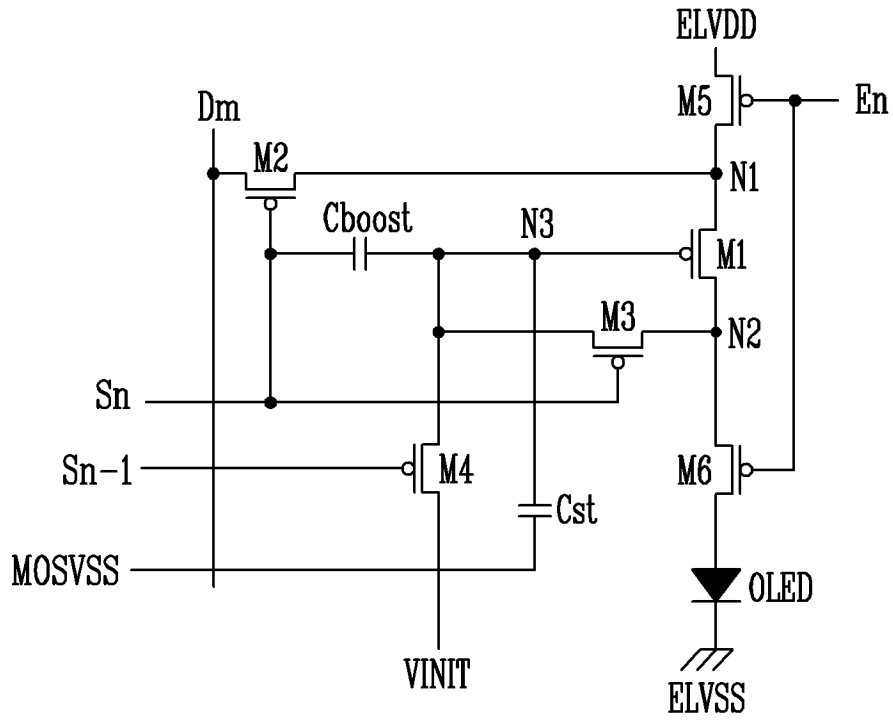 ELVDD
M5
En
Dm
M2
N1
Cboost
N3
M1
M3
N2
Sn
Sn-1
M4
M6
Cst
MOSVSS
OLED
VINIT
ELVSS